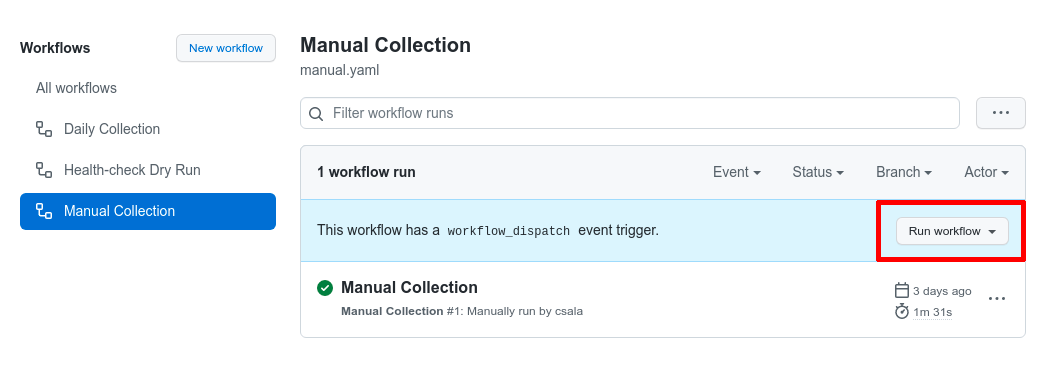 Workflows
New workflow
All workflows
Daily Collection
Health-check Dry Run
Manual Collection
Manual Collection
manual.yaml
Filter workflow runs
1 workflow run
Event
Status
Branch
Actor
This workflow has a workflow_dispatch event trigger.
Run workflow
Manual Collection
3 days ago
Manual Collection #1: Manually run by csala
1m 31s